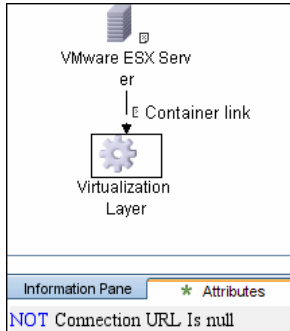 VMware ESX Serv
er
Container link
Virtualization
Layer
Information Pane
* Attributes
NOT Connection URL Is null